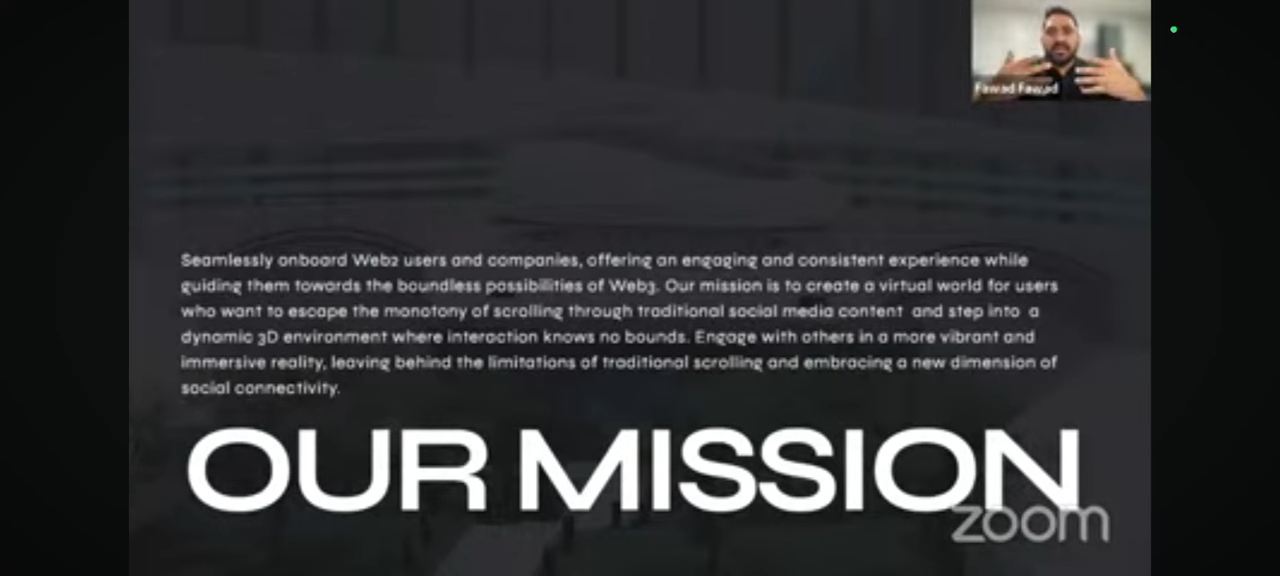 Fawad Fawad
Seamlessly onboard Web2 users and companies, offering an engaging and consistent experience while
guiding them towards the boundless possibilities of Web3. Our mission is to create a virtual world for users
who want to escape the monotony of scrolling through traditional social media content and step into a
dynamic 3D environment where interaction knows no bounds. Engage with others in a more vibrant and
immersive reality, leaving behind the limitations of traditional scrolling and embracing a new dimension of
social connectivity.
OUR MISSION
zoom